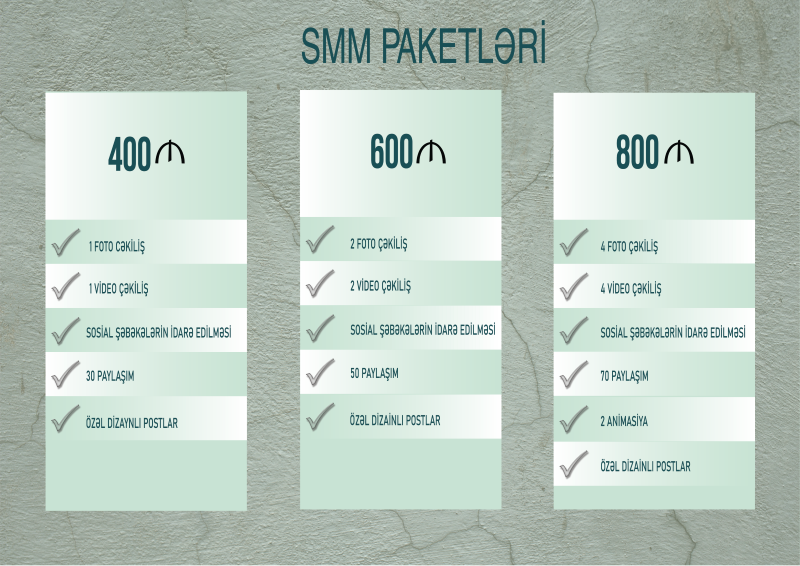 SMM PAKETLƏRİ
400 ₼
1 FOTO CƏKİLİŞ
1 VİDEO ÇƏKİLİŞ
SOSİAL ŞƏBƏKƏLƏRİN İDARƏ EDİLMƏSİ
30 PAYLAŞIM
ÖZƏL DİZAYNLI POSTLAR
600 ₼
2 FOTO ÇƏKİLİŞ
2 VİDEO ÇƏKİLİŞ
SOSİAL ŞƏBƏKƏLƏRİN İDARƏ EDİLMƏSİ
50 PAYLAŞIM
ÖZƏL DİZAİNLI POSTLAR
800 ₼
4 FOTO ÇƏKİLİŞ
4 VİDEO ÇƏKİLİŞ
SOSİAL ŞƏBƏKƏLƏRİN İDARƏ EDİLMƏSİ
70 PAYLAŞIM
2 ANİMASİYA
ÖZƏL DİZAİNLI POSTLAR